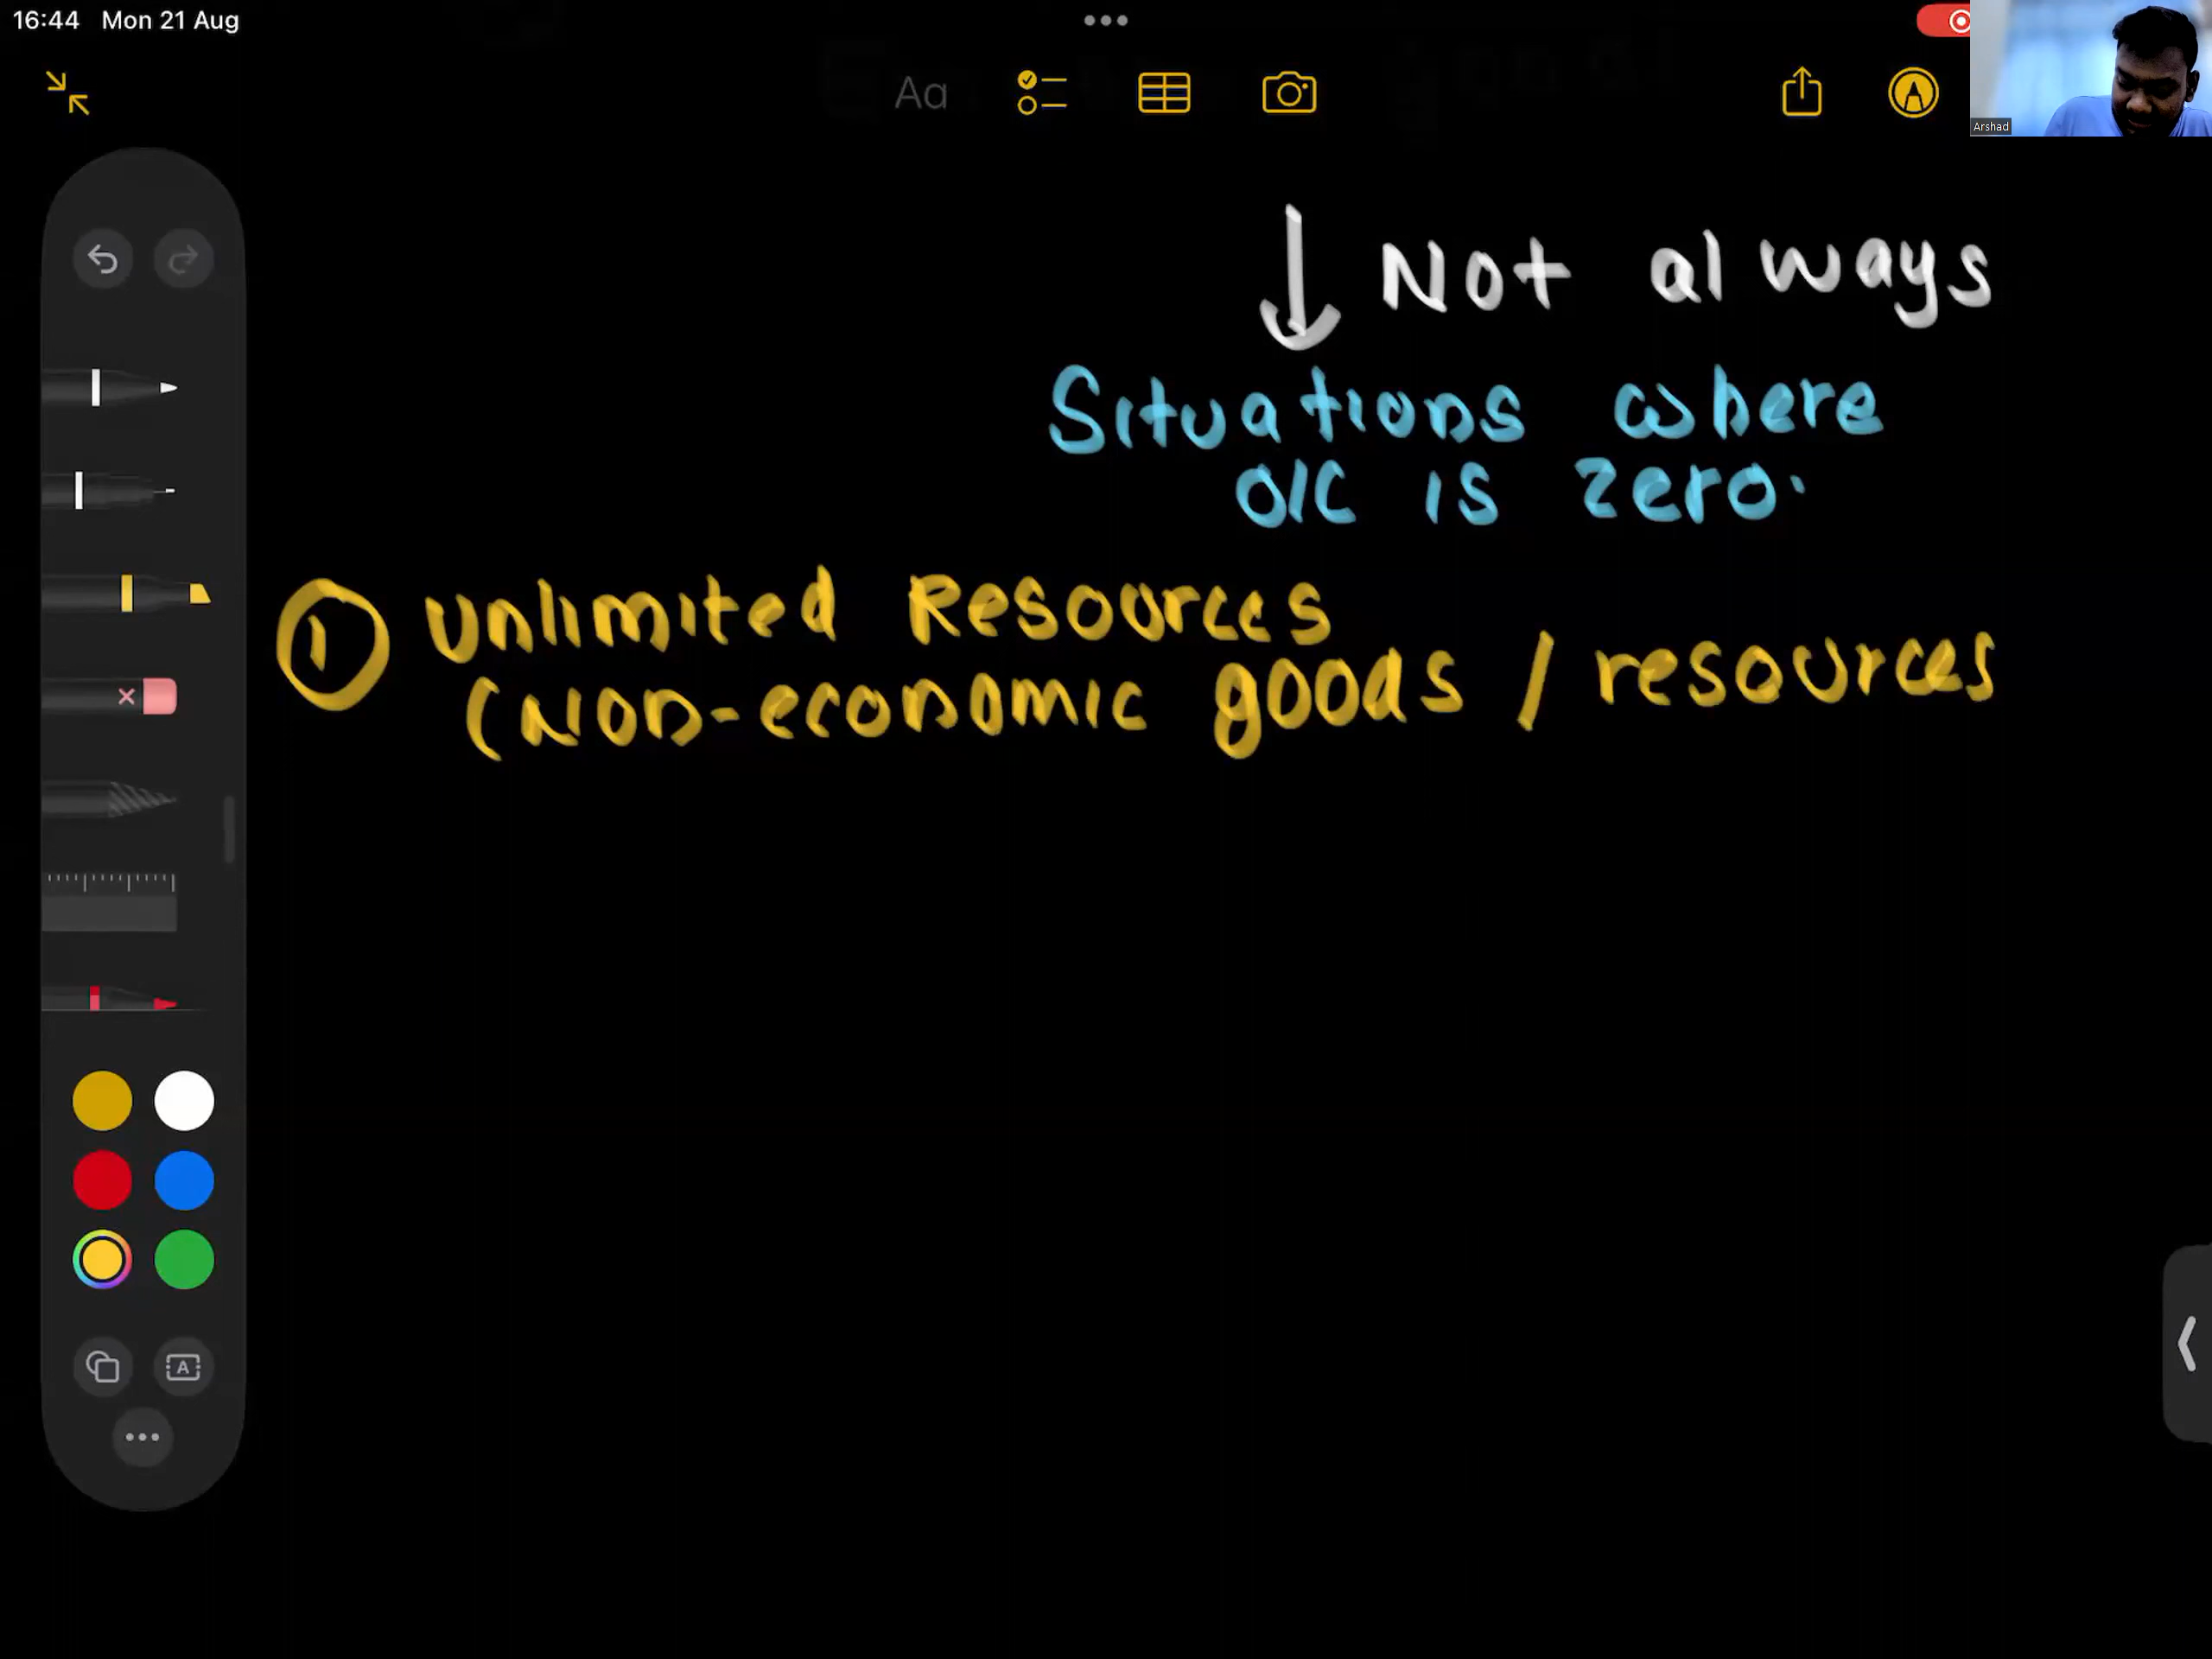 16:44 Mon 21 Aug
Aa
Arshad
↓ Not always
Situations where
O/C is zero.
① Unlimited Resources
(Non-economic goods / resources
A